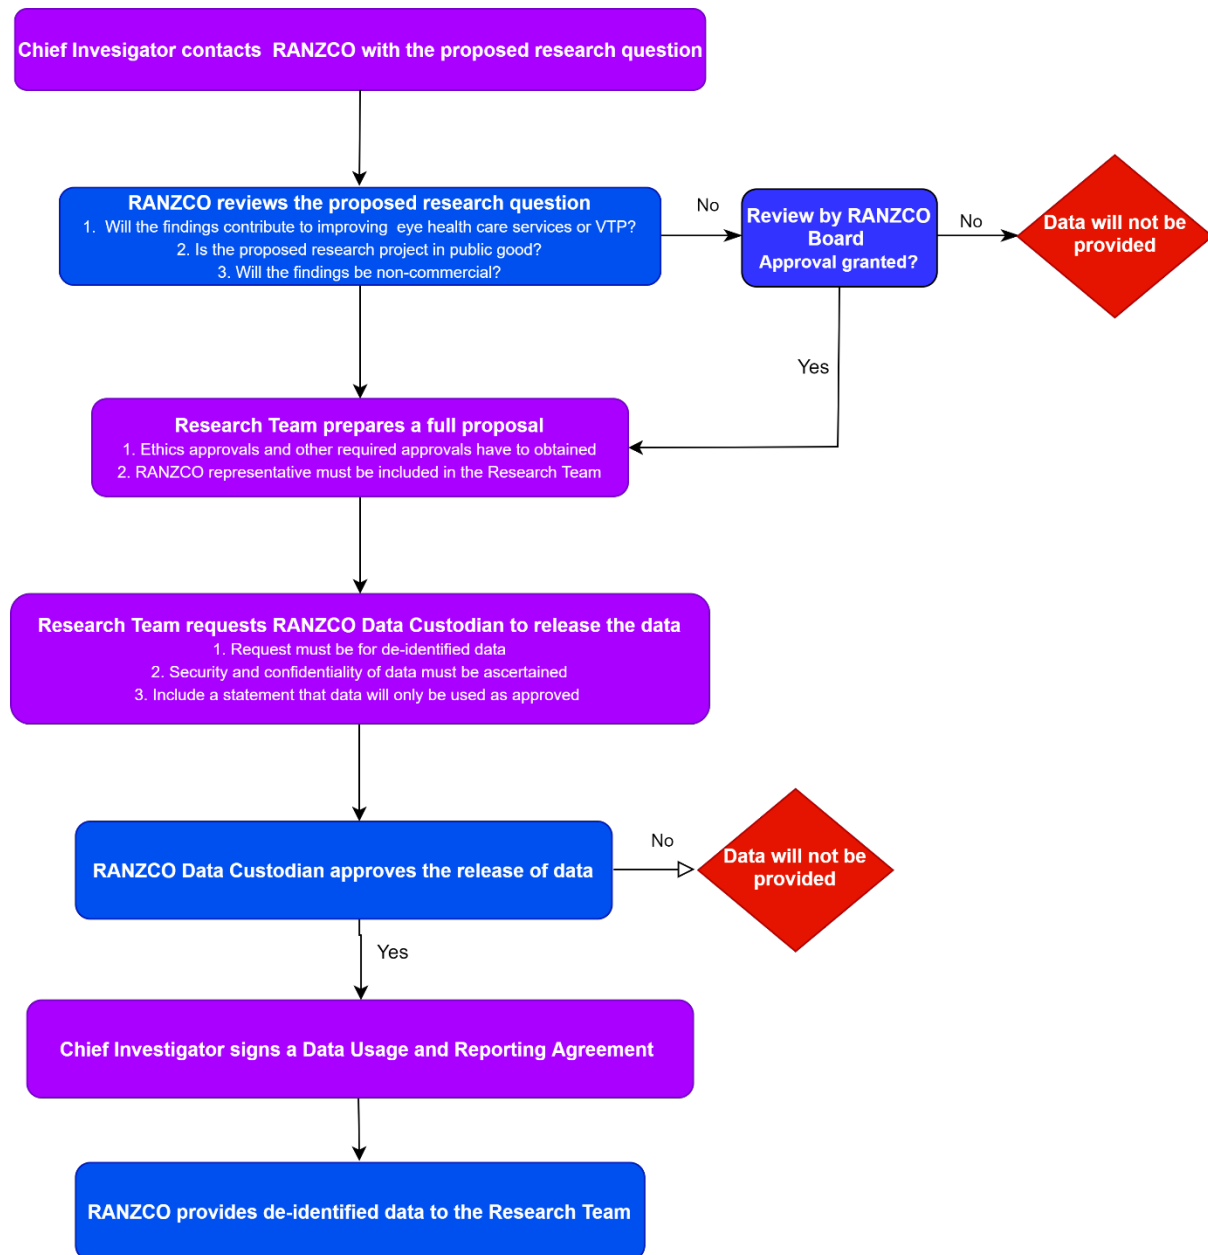 Chief Invesigator contacts RANZCO with the proposed research question
RANZCO reviews the proposed research question
1. Will the findings contribute to improving eye health care services or VTP?
2. Is the proposed research project in public good?
3. Will the findings be non-commercial?
No
Review by RANZCO
Board
Approval granted?
No
Data will not be
provided
Yes
Research Team prepares a full proposal
1. Ethics approvals and other required approvals have to obtained
2. RANZCO representative must be included in the Research Team
Research Team requests RANZCO Data Custodian to release the data
1. Request must be for de-identified data
2. Security and confidentiality of data must be ascertained
3. Include a statement that data will only be used as approved
RANZCO Data Custodian approves the release of data
No
Data will not be
provided
Yes
Chief Investigator signs a Data Usage and Reporting Agreement
RANZCO provides de-identified data to the Research Team